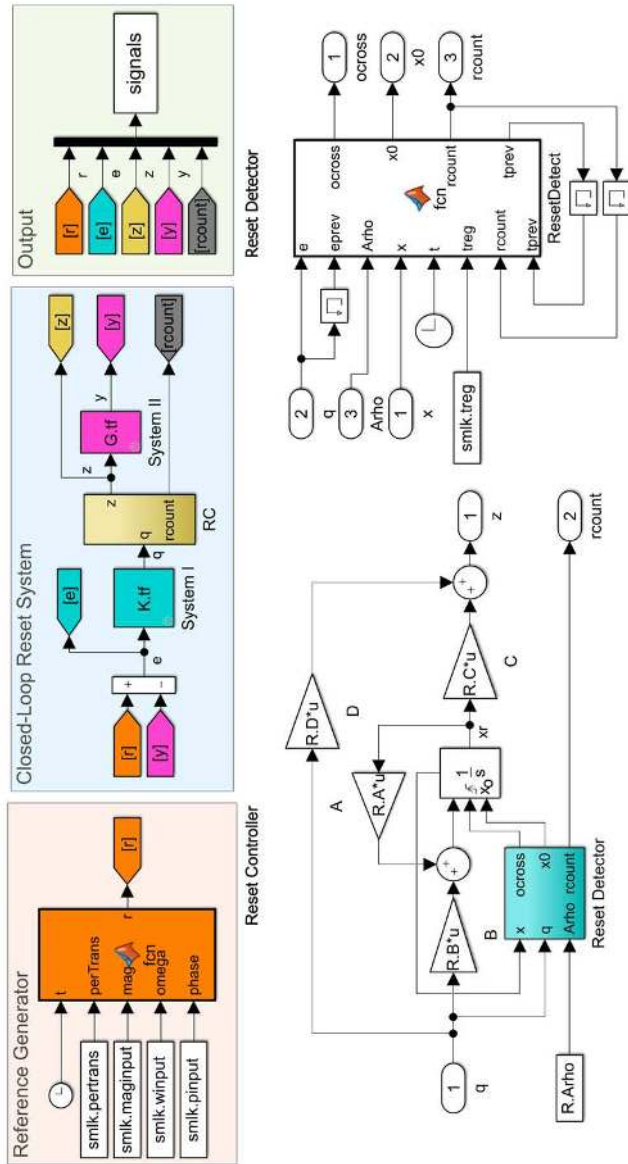 Reference Generator
t
perTrans
mag
fcn
omega
phase
r
smlk.pertrans
smlk.maginput
smlk.winput
smlk.pinput
[r]
Closed-Loop Reset System
[r]
[y]
+
−
e
[e]
K.tf
System I
q
q
z
rcount
RC
z
G.tf
System II
y
[z]
[y]
[rcount]
Output
[r]
[e]
[z]
[y]
[rcount]
r
e
z
y
signals
Reset Controller
1
q
R.Arho
R.B*u
B
R.A*u
A
R.D*u
D
+
+
1
s
xo
xr
R.C*u
C
+
+
1
z
x
q
Arho
ocross
x0
rcount
Reset Detector
2
rcount
Reset Detector
2
q
3
Arho
1
x
smlk.treg
e
eprev
Arho
x
t
treg
rcount
tprev
fcn
ocross
x0
rcount
tprev
ResetDetect
1
ocross
2
x0
3
rcount